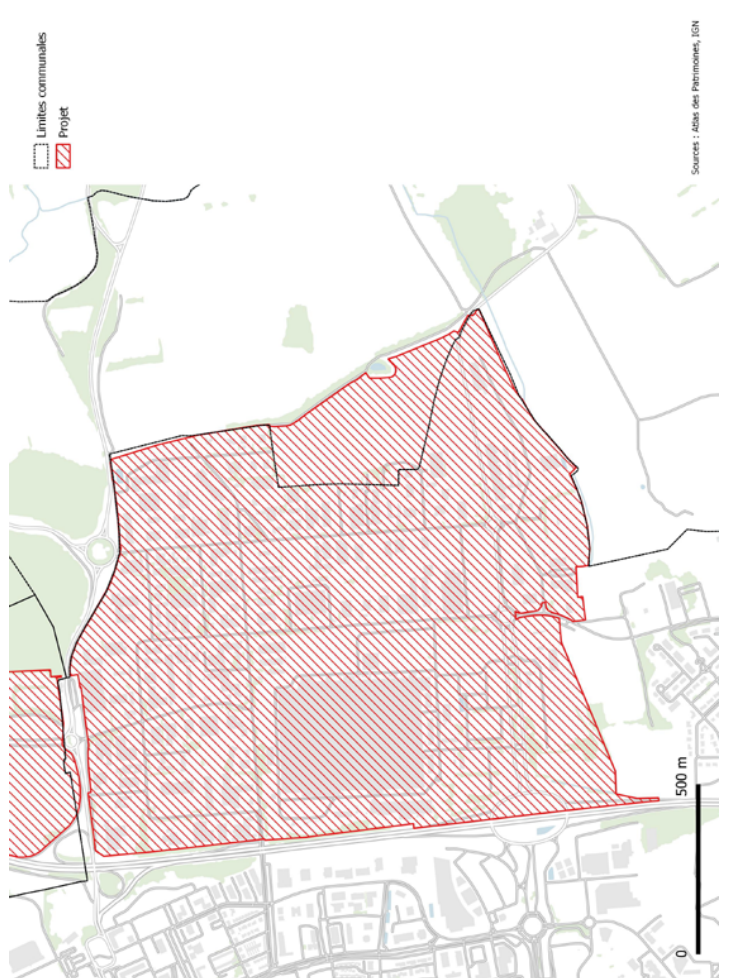 Limites communales
Projet
Sources : Atlas des Patrimoines, IGN
0
500 m